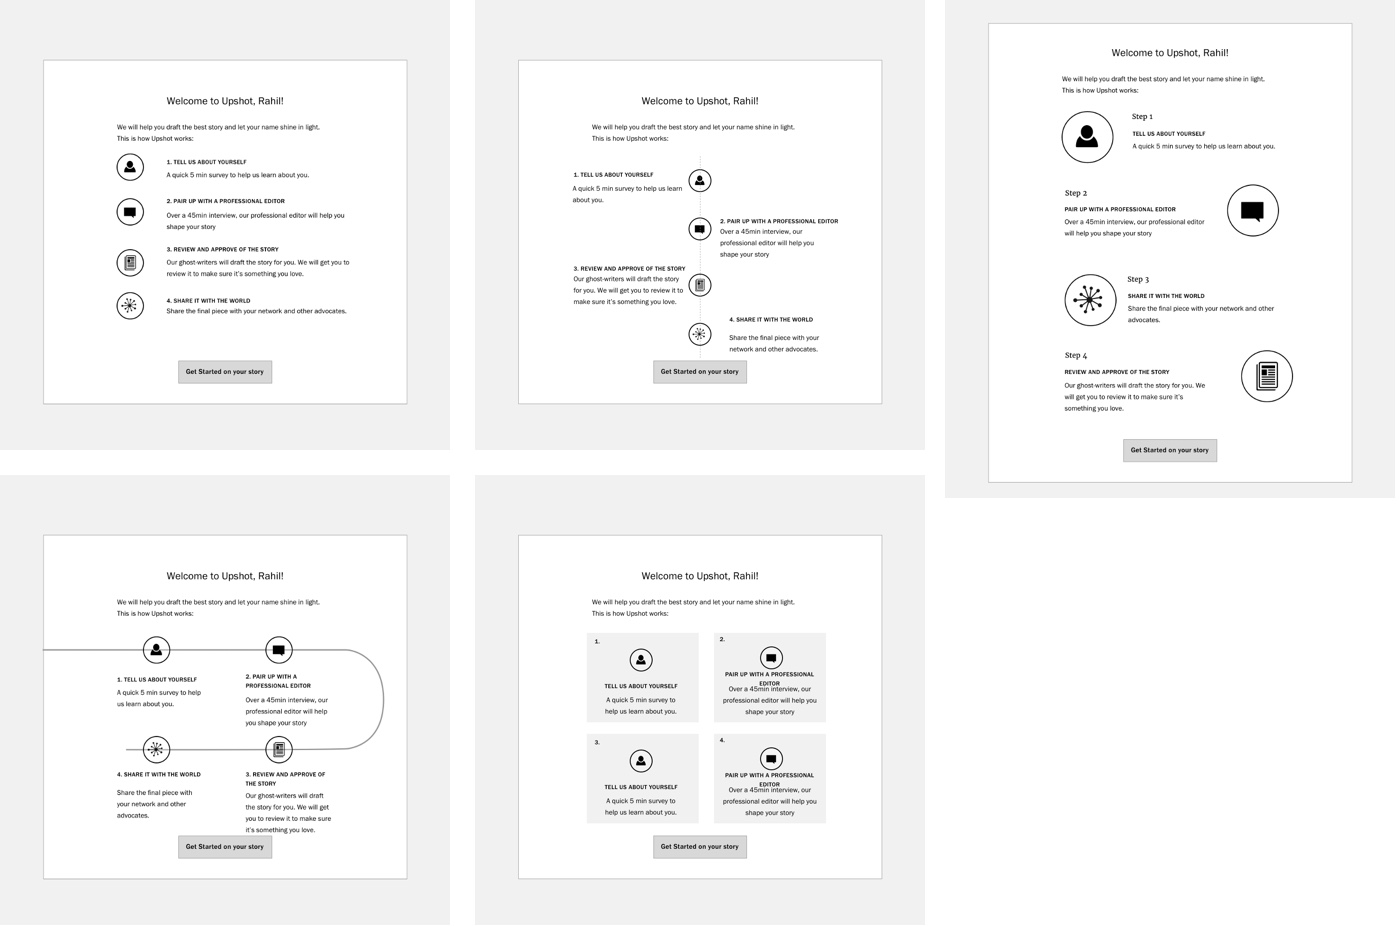 Welcome to Upshot, Rahil!
We will help you draft the best story and let your name shine in light.
This is how Upshot works:
1. TELL US ABOUT YOURSELF
A quick 5 min survey to help us learn about you.
2. PAIR UP WITH A PROFESSIONAL EDITOR
Over a 45min interview, our professional editor will help you
shape your story
3. REVIEW AND APPROVE OF THE STORY
Our ghost-writers will draft the story for you. We will get you to
review it to make sure it's something you love.
4. SHARE IT WITH THE WORLD
Share the final piece with your network and other advocates.
Get Started on your story
Welcome to Upshot, Rahil!
We will help you draft the best story and let your name shine in light.
This is how Upshot works:
1. TELL US ABOUT YOURSELF
A quick 5 min survey to help us learn
about you.
2. PAIR UP WITH A PROFESSIONAL EDITOR
Over a 45min interview, our
professional editor will help you
shape your story
3. REVIEW AND APPROVE OF THE STORY
Our ghost-writers will draft the story
for you. We will get you to review it to
make sure it's something you love.
4. SHARE IT WITH THE WORLD
Share the final piece with your
network and other advocates.
Get Started on your story
Welcome to Upshot, Rahil!
We will help you draft the best story and let your name shine in light.
This is how Upshot works:
Step 1
TELL US ABOUT YOURSELF
A quick 5 min survey to help us learn about you.
Step 2
PAIR UP WITH A PROFESSIONAL EDITOR
Over a 45min interview, our professional editor
will help you shape your story
Step 3
SHARE IT WITH THE WORLD
Share the final piece with your network and other
advocates.
Step 4
REVIEW AND APPROVE OF THE STORY
Our ghost-writers will draft the story for you. We
will get you to review it to make sure it's
something you love.
Get Started on your story
Welcome to Upshot, Rahil!
We will help you draft the best story and let your name shine in light.
This is how Upshot works:
1. TELL US ABOUT YOURSELF
A quick 5 min survey to help
us learn about you.
2. PAIR UP WITH A
PROFESSIONAL EDITOR
Over a 45min interview, our
professional editor will help
you shape your story
4. SHARE IT WITH THE WORLD
Share the final piece with
your network and other
advocates.
3. REVIEW AND APPROVE OF
THE STORY
Our ghost-writers will draft
the story for you. We will get
you to review it to make sure
it's something you love.
Get Started on your story
Welcome to Upshot, Rahil!
We will help you draft the best story and let your name shine in light.
This is how Upshot works:
1.
TELL US ABOUT YOURSELF
A quick 5 min survey to
help us learn about you.
2.
PAIR UP WITH A PROFESSIONAL
EDITOR
Over a 45min interview, our
professional editor will help you
shape your story
3.
TELL US ABOUT YOURSELF
A quick 5 min survey to
help us learn about you.
4.
PAIR UP WITH A PROFESSIONAL
EDITOR
Over a 45min interview, our
professional editor will help you
shape your story
Get Started on your story